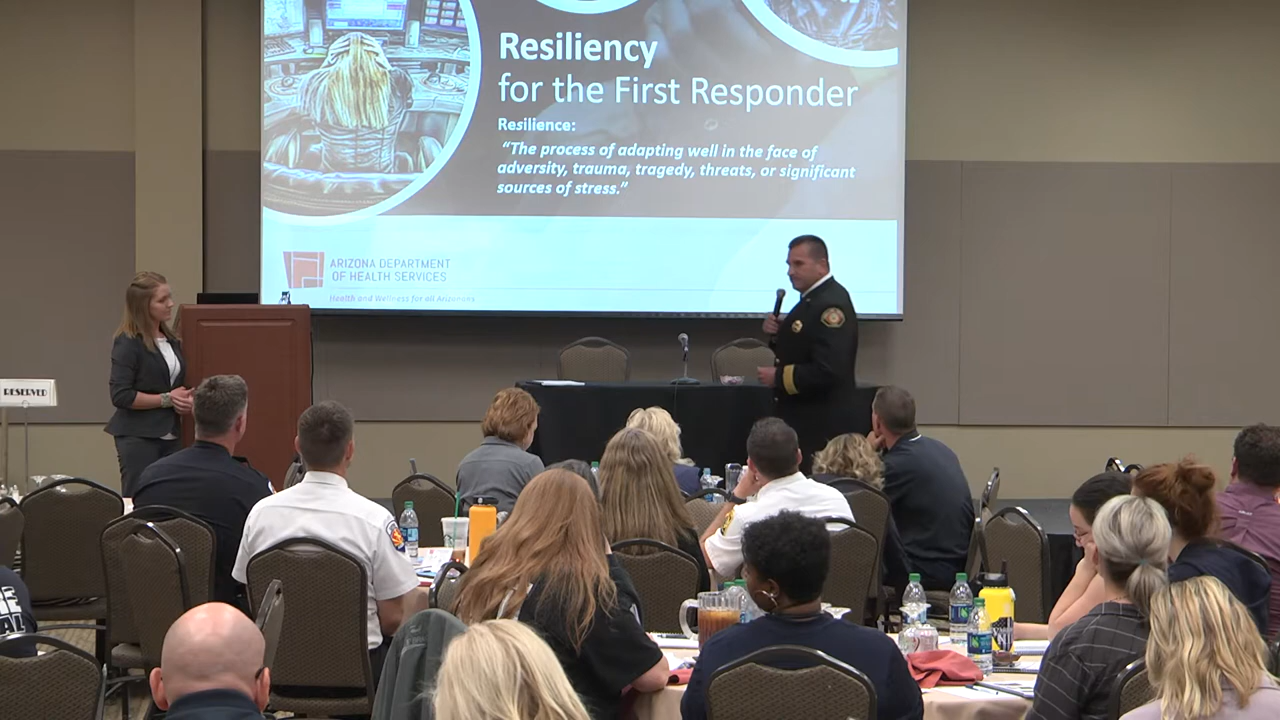 Resiliency
for the First Responder
Resilience:
“The process of adapting well in the face of
adversity, trauma, tragedy, threats, or significant
sources of stress.”
ARIZONA DEPARTMENT
OF HEALTH SERVICES
Health and Wellness for all Arizonans
RESERVED